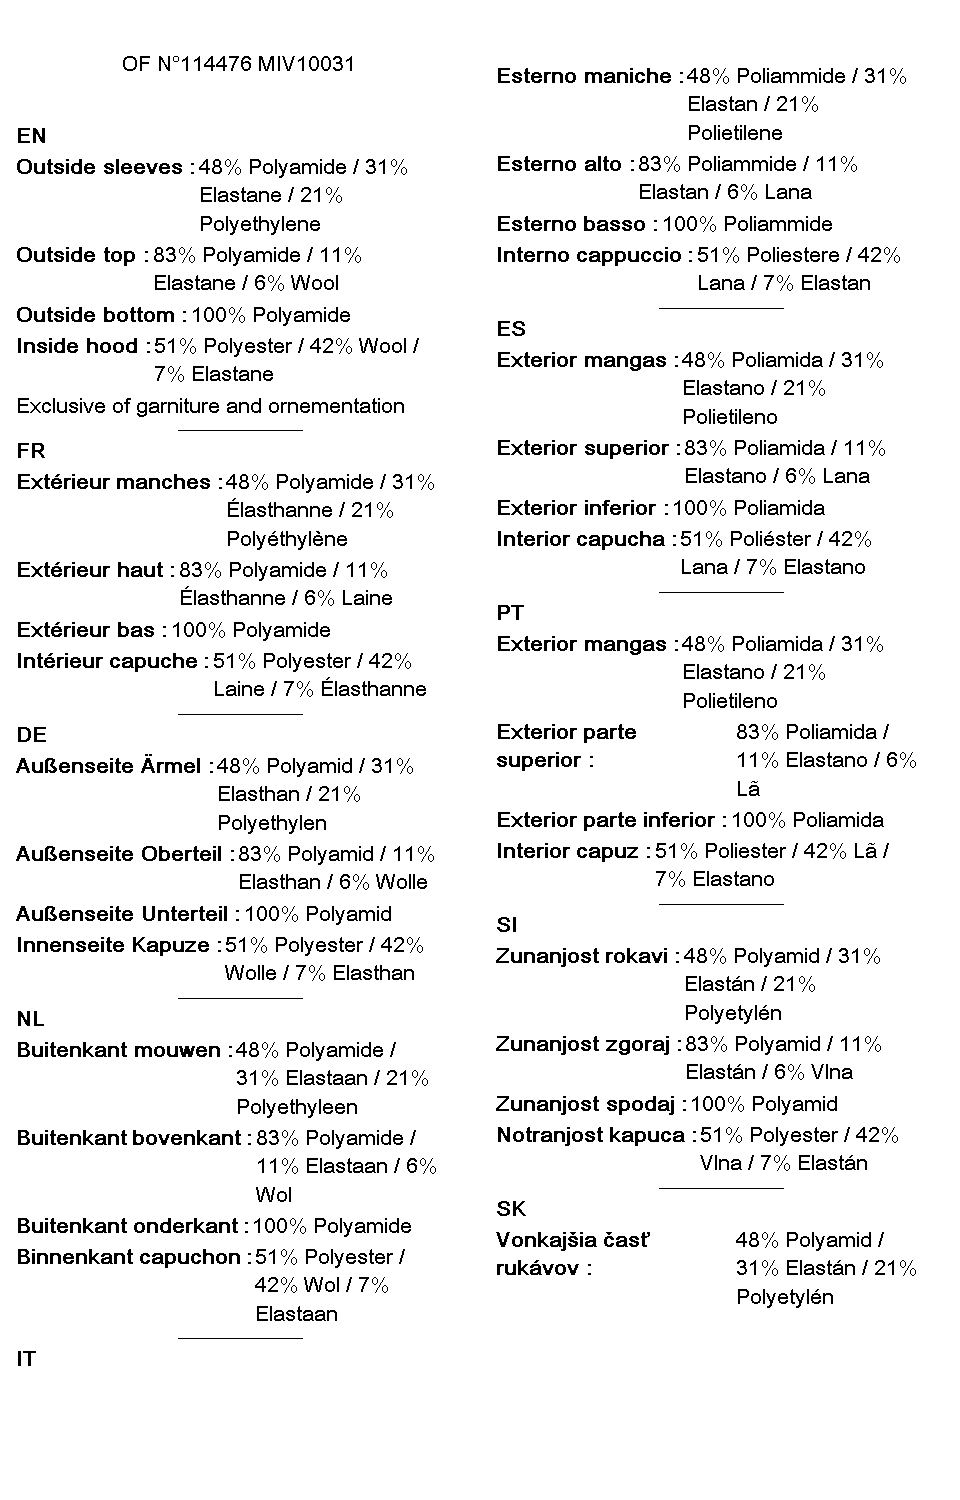 OF N°114476 MIV10031
EN
Outside sleeves : 48% Polyamide / 31%
Elastane / 21%
Polyethylene
Outside top : 83% Polyamide / 11%
Elastane / 6% Wool
Outside bottom : 100% Polyamide
Inside hood : 51% Polyester / 42% Wool /
7% Elastane
Exclusive of garniture and ornementation
FR
Extérieur manches : 48% Polyamide / 31%
Élasthanne / 21%
Polyéthylène
Extérieur haut : 83% Polyamide / 11%
Élasthanne / 6% Laine
Extérieur bas : 100% Polyamide
Intérieur capuche : 51% Polyester / 42%
Laine / 7% Élasthanne
DE
Außenseite Ärmel : 48% Polyamid / 31%
Elasthan / 21%
Polyethylen
Außenseite Oberteil : 83% Polyamid / 11%
Elasthan / 6% Wolle
Außenseite Unterteil : 100% Polyamid
Innenseite Kapuze : 51% Polyester / 42%
Wolle / 7% Elasthan
NL
Buitenkant mouwen : 48% Polyamide /
31% Elastaan / 21%
Polyethyleen
Buitenkant bovenkant : 83% Polyamide /
11% Elastaan / 6%
Wol
Buitenkant onderkant : 100% Polyamide
Binnenkant capuchon : 51% Polyester /
42% Wol / 7%
Elastaan
IT
Esterno maniche : 48% Poliammide / 31%
Elastan / 21%
Polietilene
Esterno alto : 83% Poliammide / 11%
Elastan / 6% Lana
Esterno basso : 100% Poliammide
Interno cappuccio : 51% Poliestere / 42%
Lana / 7% Elastan
ES
Exterior mangas : 48% Poliamida / 31%
Elastano / 21%
Polietileno
Exterior superior : 83% Poliamida / 11%
Elastano / 6% Lana
Exterior inferior : 100% Poliamida
Interior capucha : 51% Poliéster / 42%
Lana / 7% Elastano
PT
Exterior mangas : 48% Poliamida / 31%
Elastano / 21%
Polietileno
Exterior parte 83% Poliamida /
superior : 11% Elastano / 6%
Lã
Exterior parte inferior : 100% Poliamida
Interior capuz : 51% Poliester / 42% Lã /
7% Elastano
SI
Zunanjost rokavi : 48% Polyamid / 31%
Elastán / 21%
Polyetylén
Zunanjost zgoraj : 83% Polyamid / 11%
Elastán / 6% Vlna
Zunanjost spodaj : 100% Polyamid
Notranjost kapuca : 51% Polyester / 42%
Vlna / 7% Elastán
SK
Vonkajšia časť 48% Polyamid /
rukávov : 31% Elastán / 21%
Polyetylén